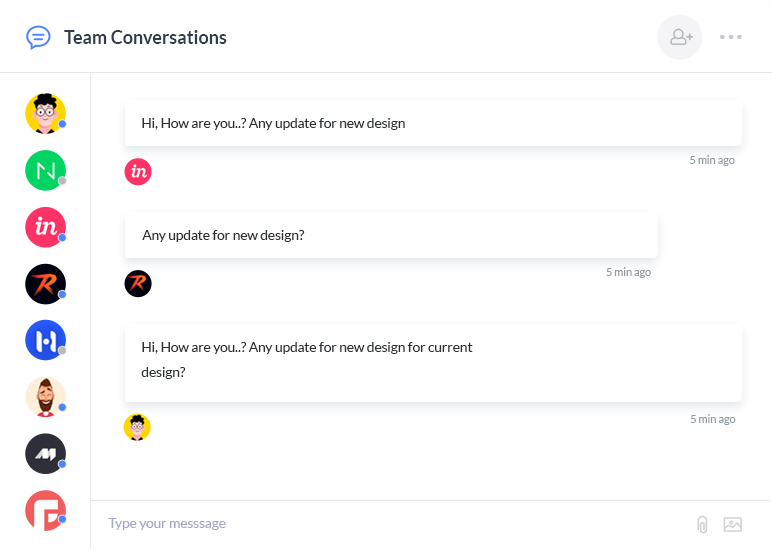 Team Conversations
Hi, How are you..? Any update for new design
5 min ago
in
in
Any update for new design?
5 min ago
R
R
Hi, How are you..? Any update for new design for current
design?
5 min ago
Type your messsage